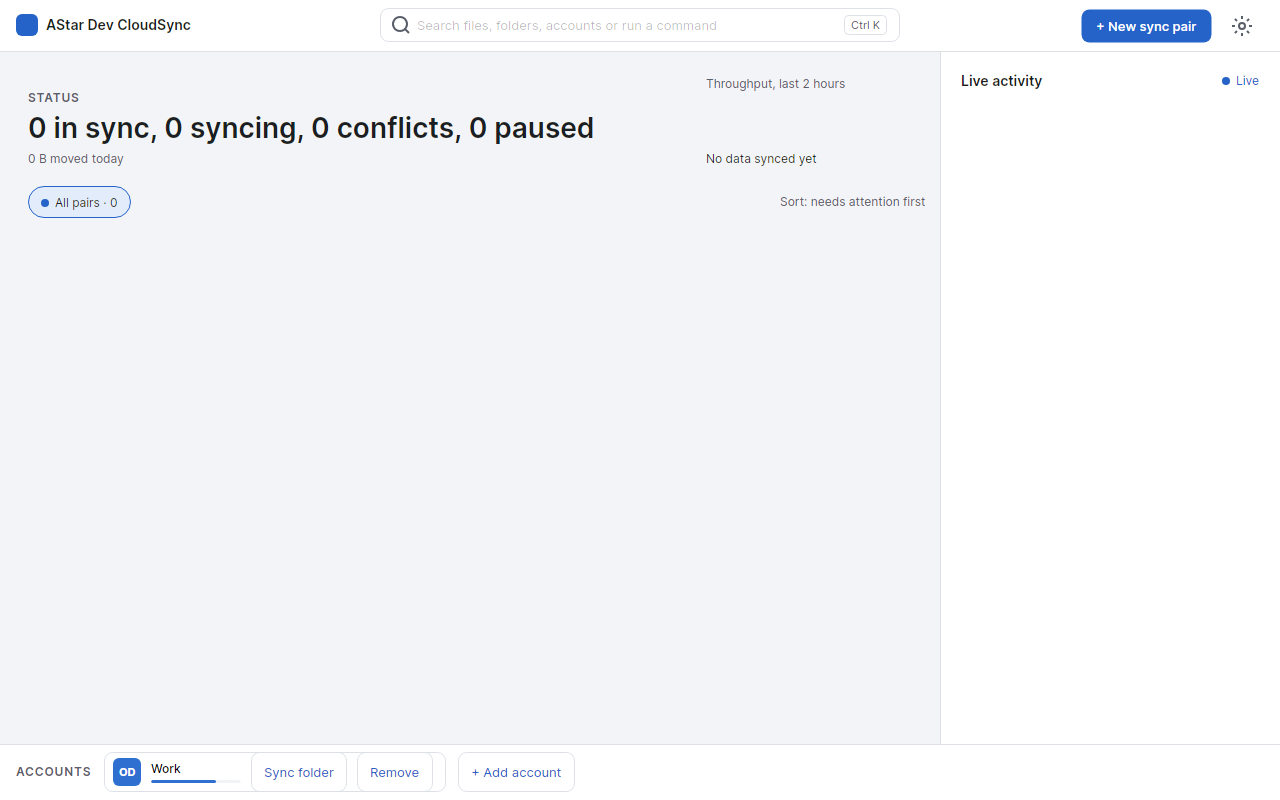 AStar Dev CloudSync
Search files, folders, accounts or run a command
Ctrl K
+ New sync pair
STATUS
0 in sync, 0 syncing, 0 conflicts, 0 paused
0 B moved today
Throughput, last 2 hours
No data synced yet
All pairs · 0
Sort: needs attention first
Live activity
Live
ACCOUNTS
OD
Work
Sync folder
Remove
+ Add account